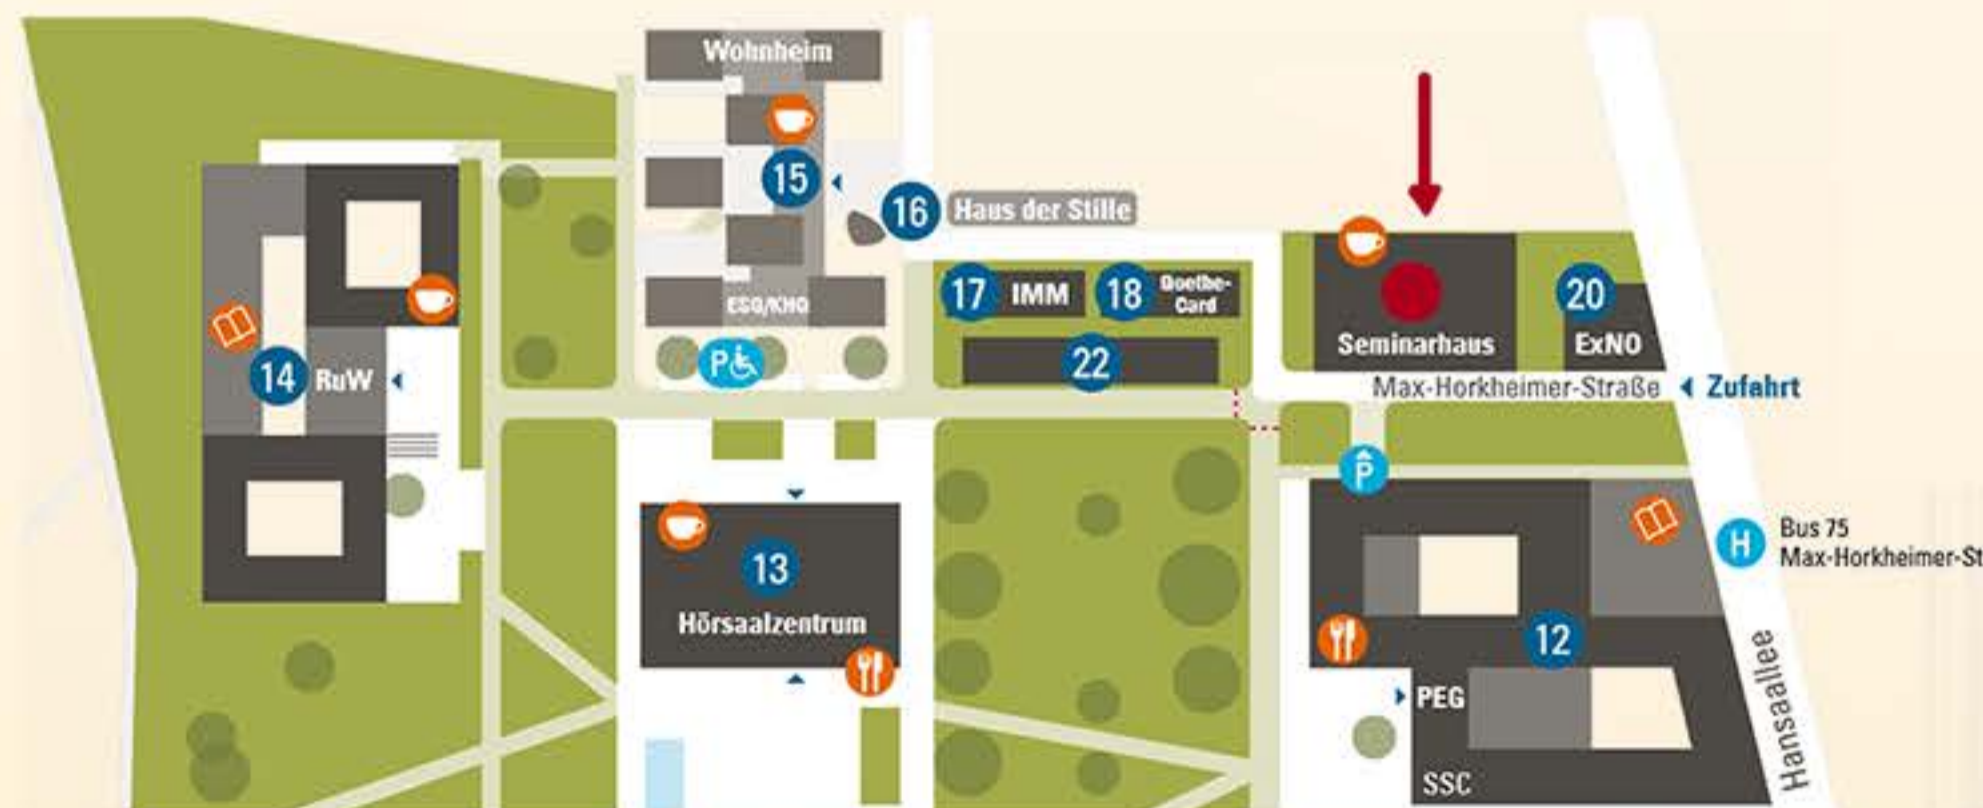 Wohnheim
15
16
Haus der Stille
ESG/KHG
P
17
IMM
18
Goethe-
Card
22
Seminarhaus
20
ExNO
Max-Horkheimer-Straße
Zufahrt
14
RuW
P
13
Hörsaalzentrum
H
Bus 75
Max-Horkheimer-St
12
PEG
SSC
Hansaallee